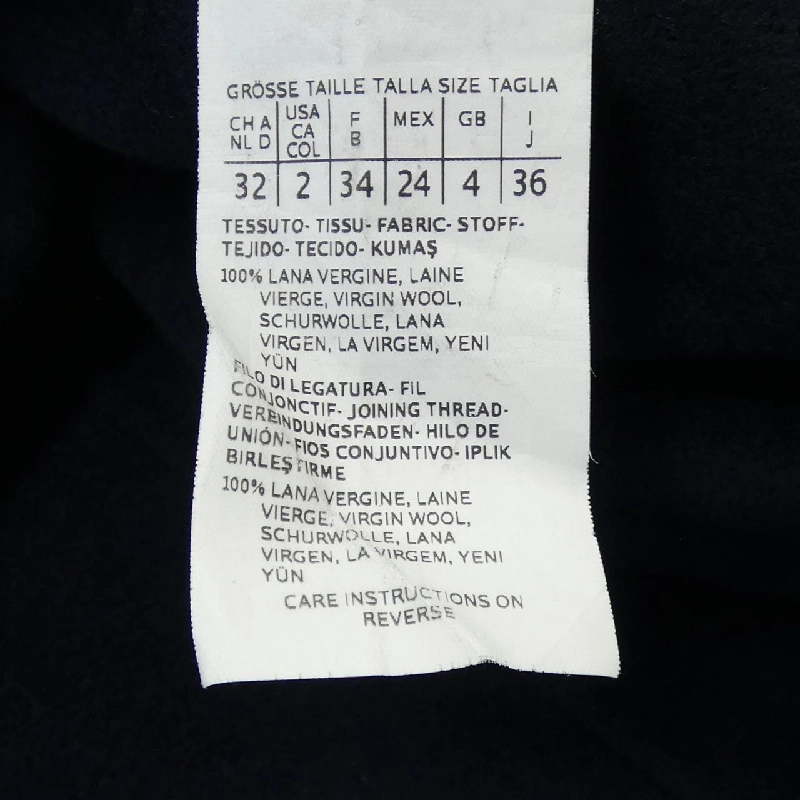 GRÖSSE TAILLE TALLA SIZE TAGLIA
CH A NL D USA CA COL F B MEX GB I J
32 2 34 24 4 36
TESSUTO- TISSU- FABRIC- STOFF-
TEJIDO- TECIDO- KUMAŞ
100% LANA VERGINE, LAINE
VIERGE, VIRGIN WOOL,
SCHURWOLLE, LANA
VIRGEN, LA VIRGEM, YENI
YÜN
FILO DI LEGATURA- FIL
CONJONCTIF- JOINING THREAD-
VERBINDUNGSFADEN- HILO DE
UNIÓN- FIOS CONJUNTIVO- IPLIK
BIRLEŞTIRME
100% LANA VERGINE, LAINE
VIERGE, VIRGIN WOOL,
SCHURWOLLE, LANA
VIRGEN, LA VIRGEM, YENI
YÜN
CARE INSTRUCTIONS ON
REVERSE